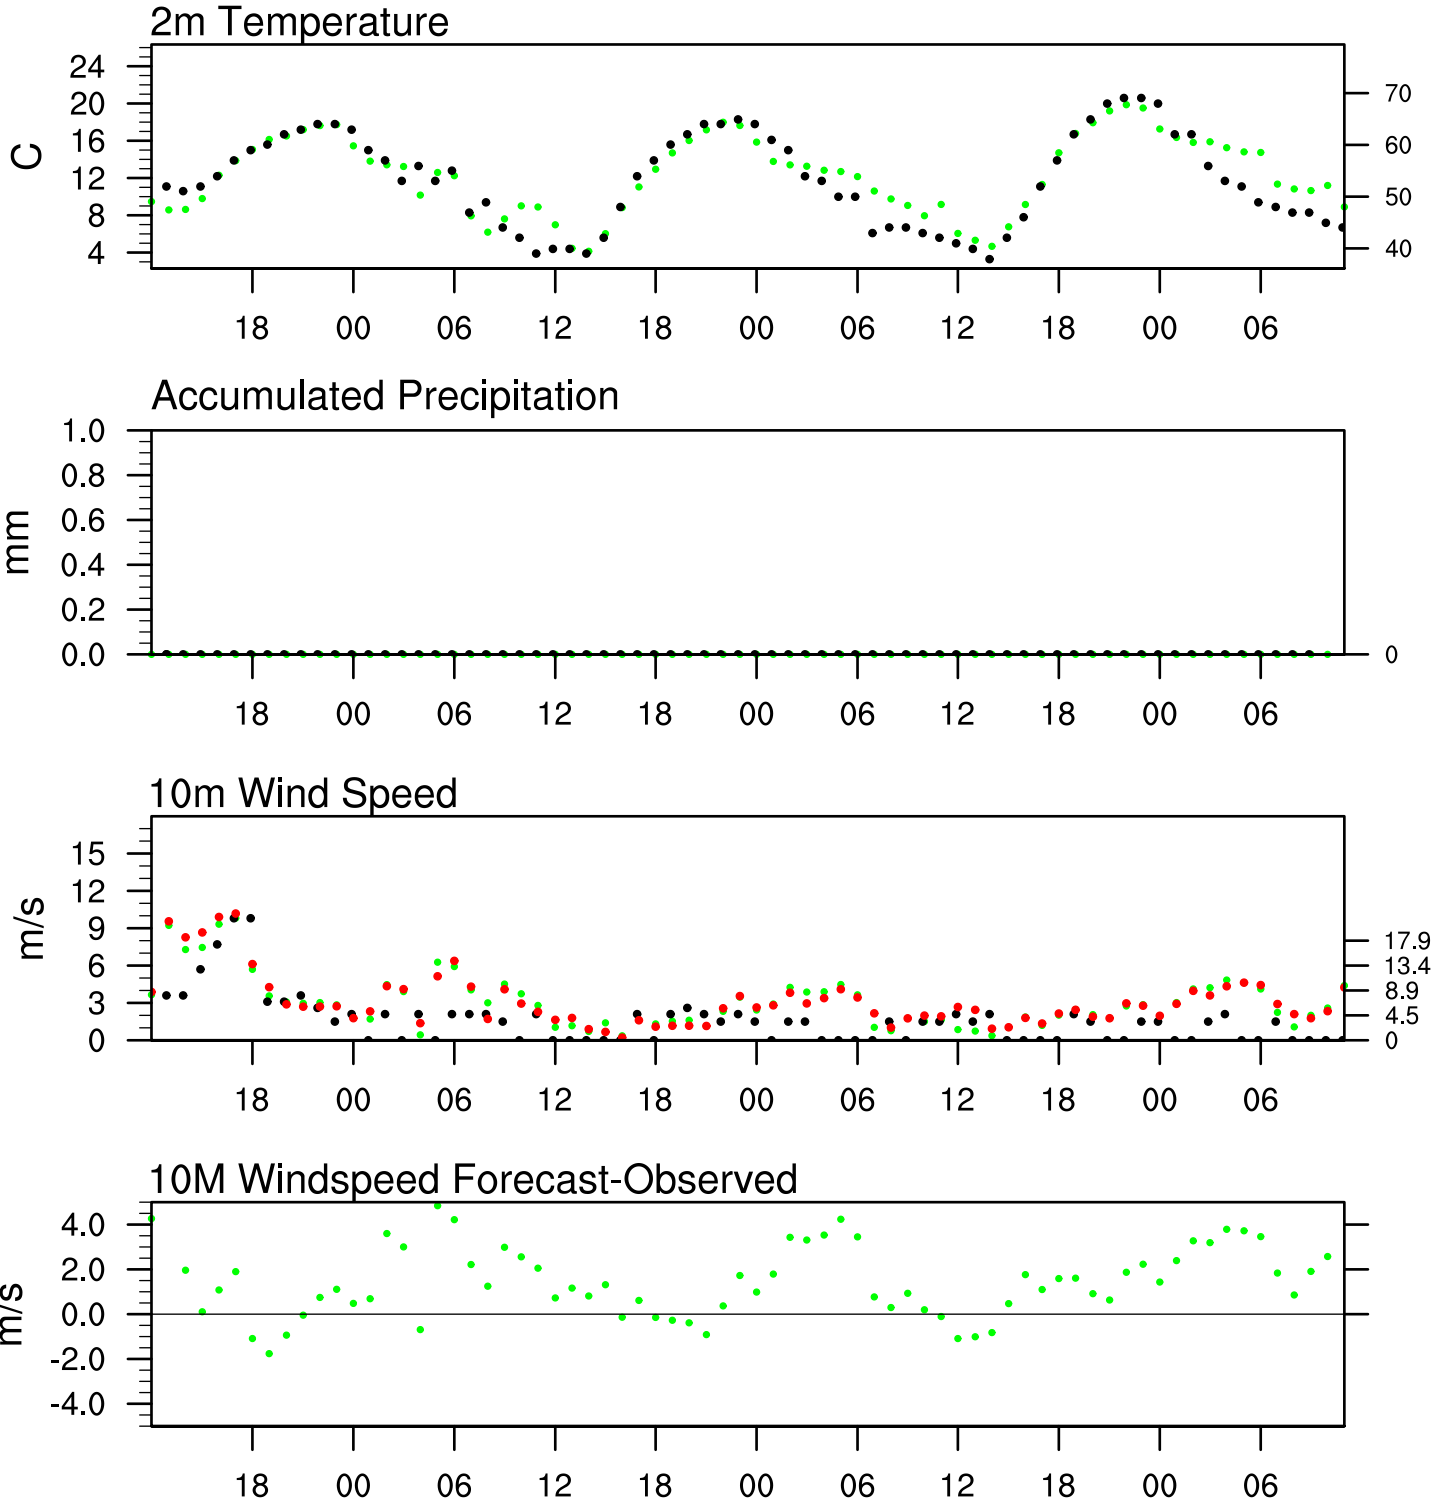 2m Temperature
24
20
16
12
8
4
C
70
60
50
40
18 00 06 12 18 00 06 12 18 00 06
Accumulated Precipitation
1.0
0.8
0.6
0.4
0.2
0.0
mm
0
18 00 06 12 18 00 06 12 18 00 06
10m Wind Speed
15
12
9
6
3
0
m/s
17.9
13.4
8.9
4.5
0
18 00 06 12 18 00 06 12 18 00 06
10M Windspeed Forecast-Observed
4.0
2.0
0.0
-2.0
-4.0
m/s
18 00 06 12 18 00 06 12 18 00 06